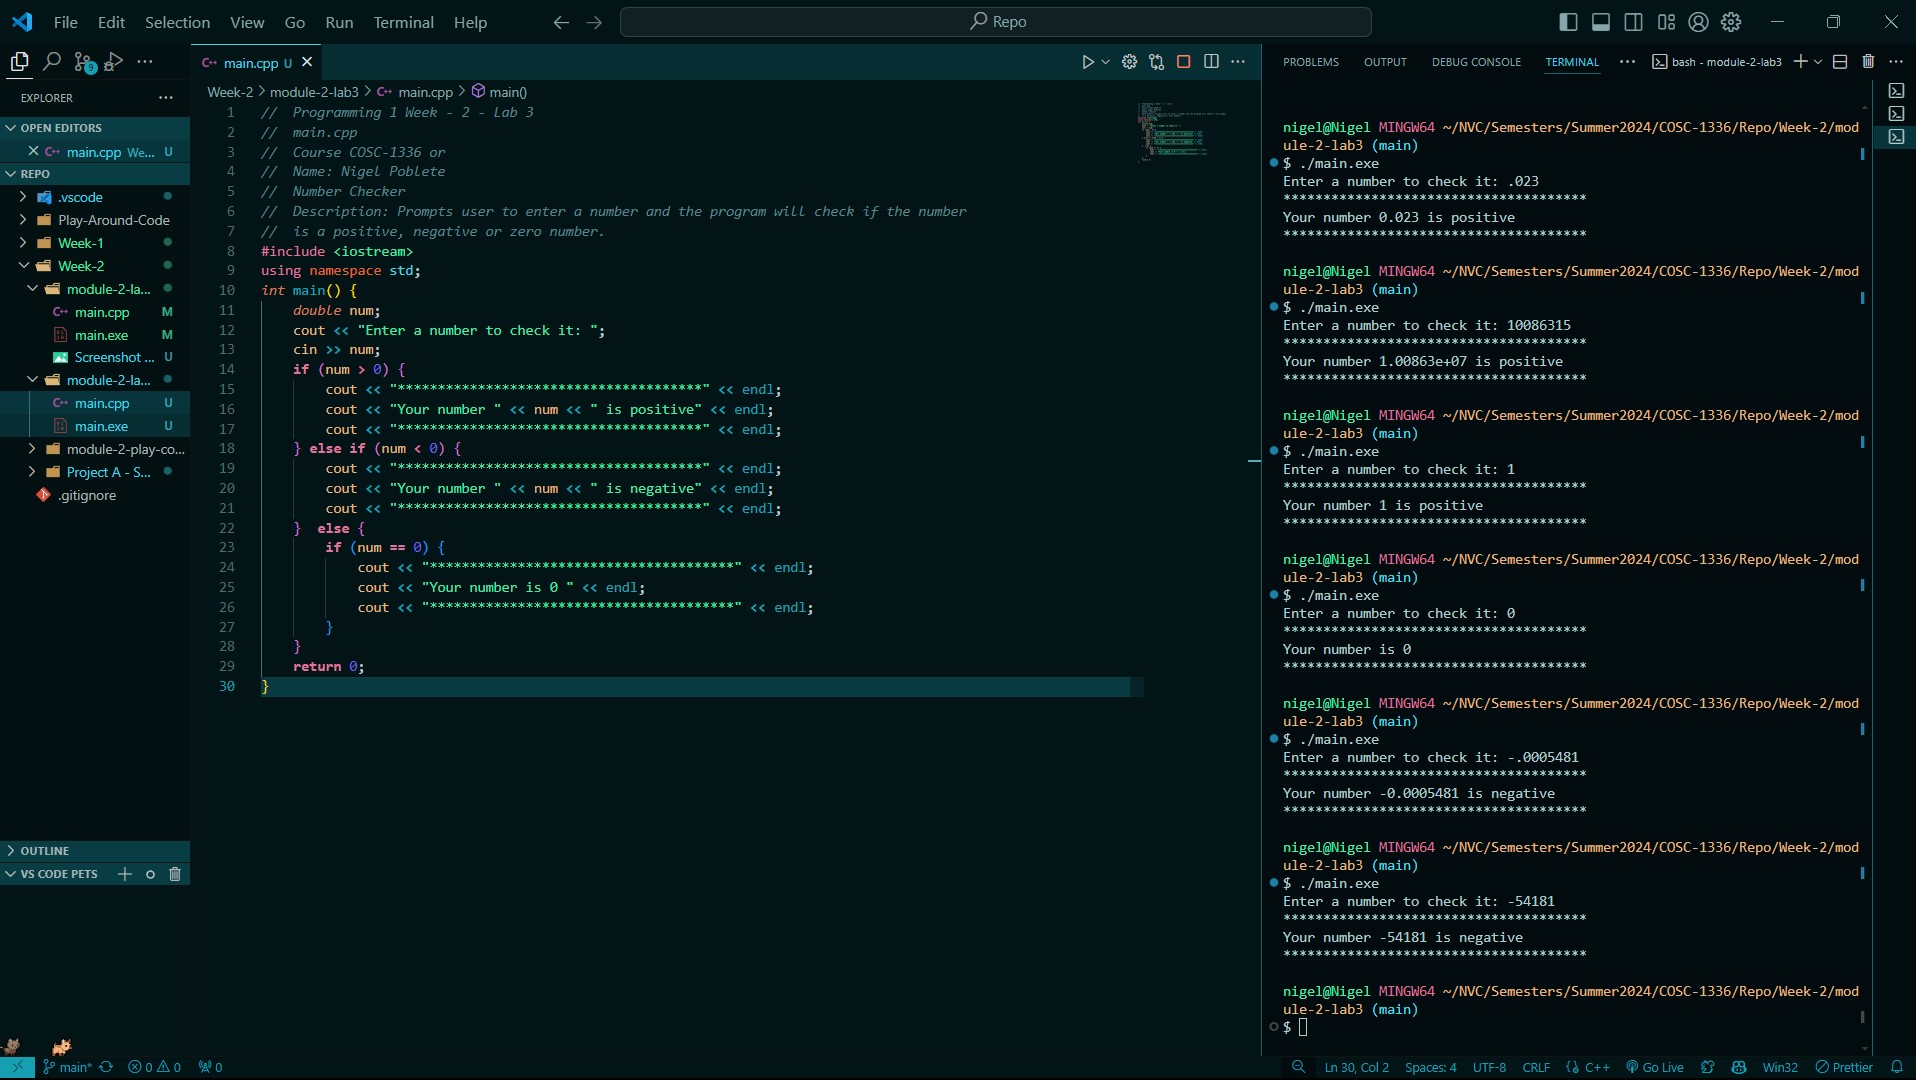 File Edit Selection View Go Run Terminal Help
Repo
EXPLORER
OPEN EDITORS
main.cpp We... U
REPO
.vscode
Play-Around-Code
Week-1
Week-2
module-2-la...
main.cpp M
main.exe M
Screenshot ... U
module-2-la...
main.cpp U
main.exe U
module-2-play-co...
Project A - S...
.gitignore
OUTLINE
VS CODE PETS
main.cpp U
Week-2 > module-2-lab3 > main.cpp > main()
1 // Programming 1 Week - 2 - Lab 3
2 // main.cpp
3 // Course COSC-1336 or
4 // Name: Nigel Poblete
5 // Number Checker
6 // Description: Prompts user to enter a number and the program will check if the number
7 // is a positive, negative or zero number.
8 #include <iostream>
9 using namespace std;
10 int main() {
11     double num;
12     cout << "Enter a number to check it: ";
13     cin >> num;
14     if (num > 0) {
15         cout << "**************************************" << endl;
16         cout << "Your number " << num << " is positive" << endl;
17         cout << "**************************************" << endl;
18     } else if (num < 0) {
19         cout << "**************************************" << endl;
20         cout << "Your number " << num << " is negative" << endl;
21         cout << "**************************************" << endl;
22     }  else {
23         if (num == 0) {
24             cout << "**************************************" << endl;
25             cout << "Your number is 0 " << endl;
26             cout << "**************************************" << endl;
27         }
28     }
29     return 0;
30 }
PROBLEMS OUTPUT DEBUG CONSOLE TERMINAL bash - module-2-lab3
nigel@Nigel MINGW64 ~/NVC/Semesters/Summer2024/COSC-1336/Repo/Week-2/mod
ule-2-lab3 (main)
$ ./main.exe
Enter a number to check it: .023
**************************************
Your number 0.023 is positive
**************************************
nigel@Nigel MINGW64 ~/NVC/Semesters/Summer2024/COSC-1336/Repo/Week-2/mod
ule-2-lab3 (main)
$ ./main.exe
Enter a number to check it: 10086315
**************************************
Your number 1.00863e+07 is positive
**************************************
nigel@Nigel MINGW64 ~/NVC/Semesters/Summer2024/COSC-1336/Repo/Week-2/mod
ule-2-lab3 (main)
$ ./main.exe
Enter a number to check it: 1
**************************************
Your number 1 is positive
**************************************
nigel@Nigel MINGW64 ~/NVC/Semesters/Summer2024/COSC-1336/Repo/Week-2/mod
ule-2-lab3 (main)
$ ./main.exe
Enter a number to check it: 0
**************************************
Your number is 0
**************************************
nigel@Nigel MINGW64 ~/NVC/Semesters/Summer2024/COSC-1336/Repo/Week-2/mod
ule-2-lab3 (main)
$ ./main.exe
Enter a number to check it: -.0005481
**************************************
Your number -0.0005481 is negative
**************************************
nigel@Nigel MINGW64 ~/NVC/Semesters/Summer2024/COSC-1336/Repo/Week-2/mod
ule-2-lab3 (main)
$ ./main.exe
Enter a number to check it: -54181
**************************************
Your number -54181 is negative
**************************************
nigel@Nigel MINGW64 ~/NVC/Semesters/Summer2024/COSC-1336/Repo/Week-2/mod
ule-2-lab3 (main)
$
main* 0 0 0 Ln 30, Col 2 Spaces: 4 UTF-8 CRLF {} C++ Go Live Win32 Prettier